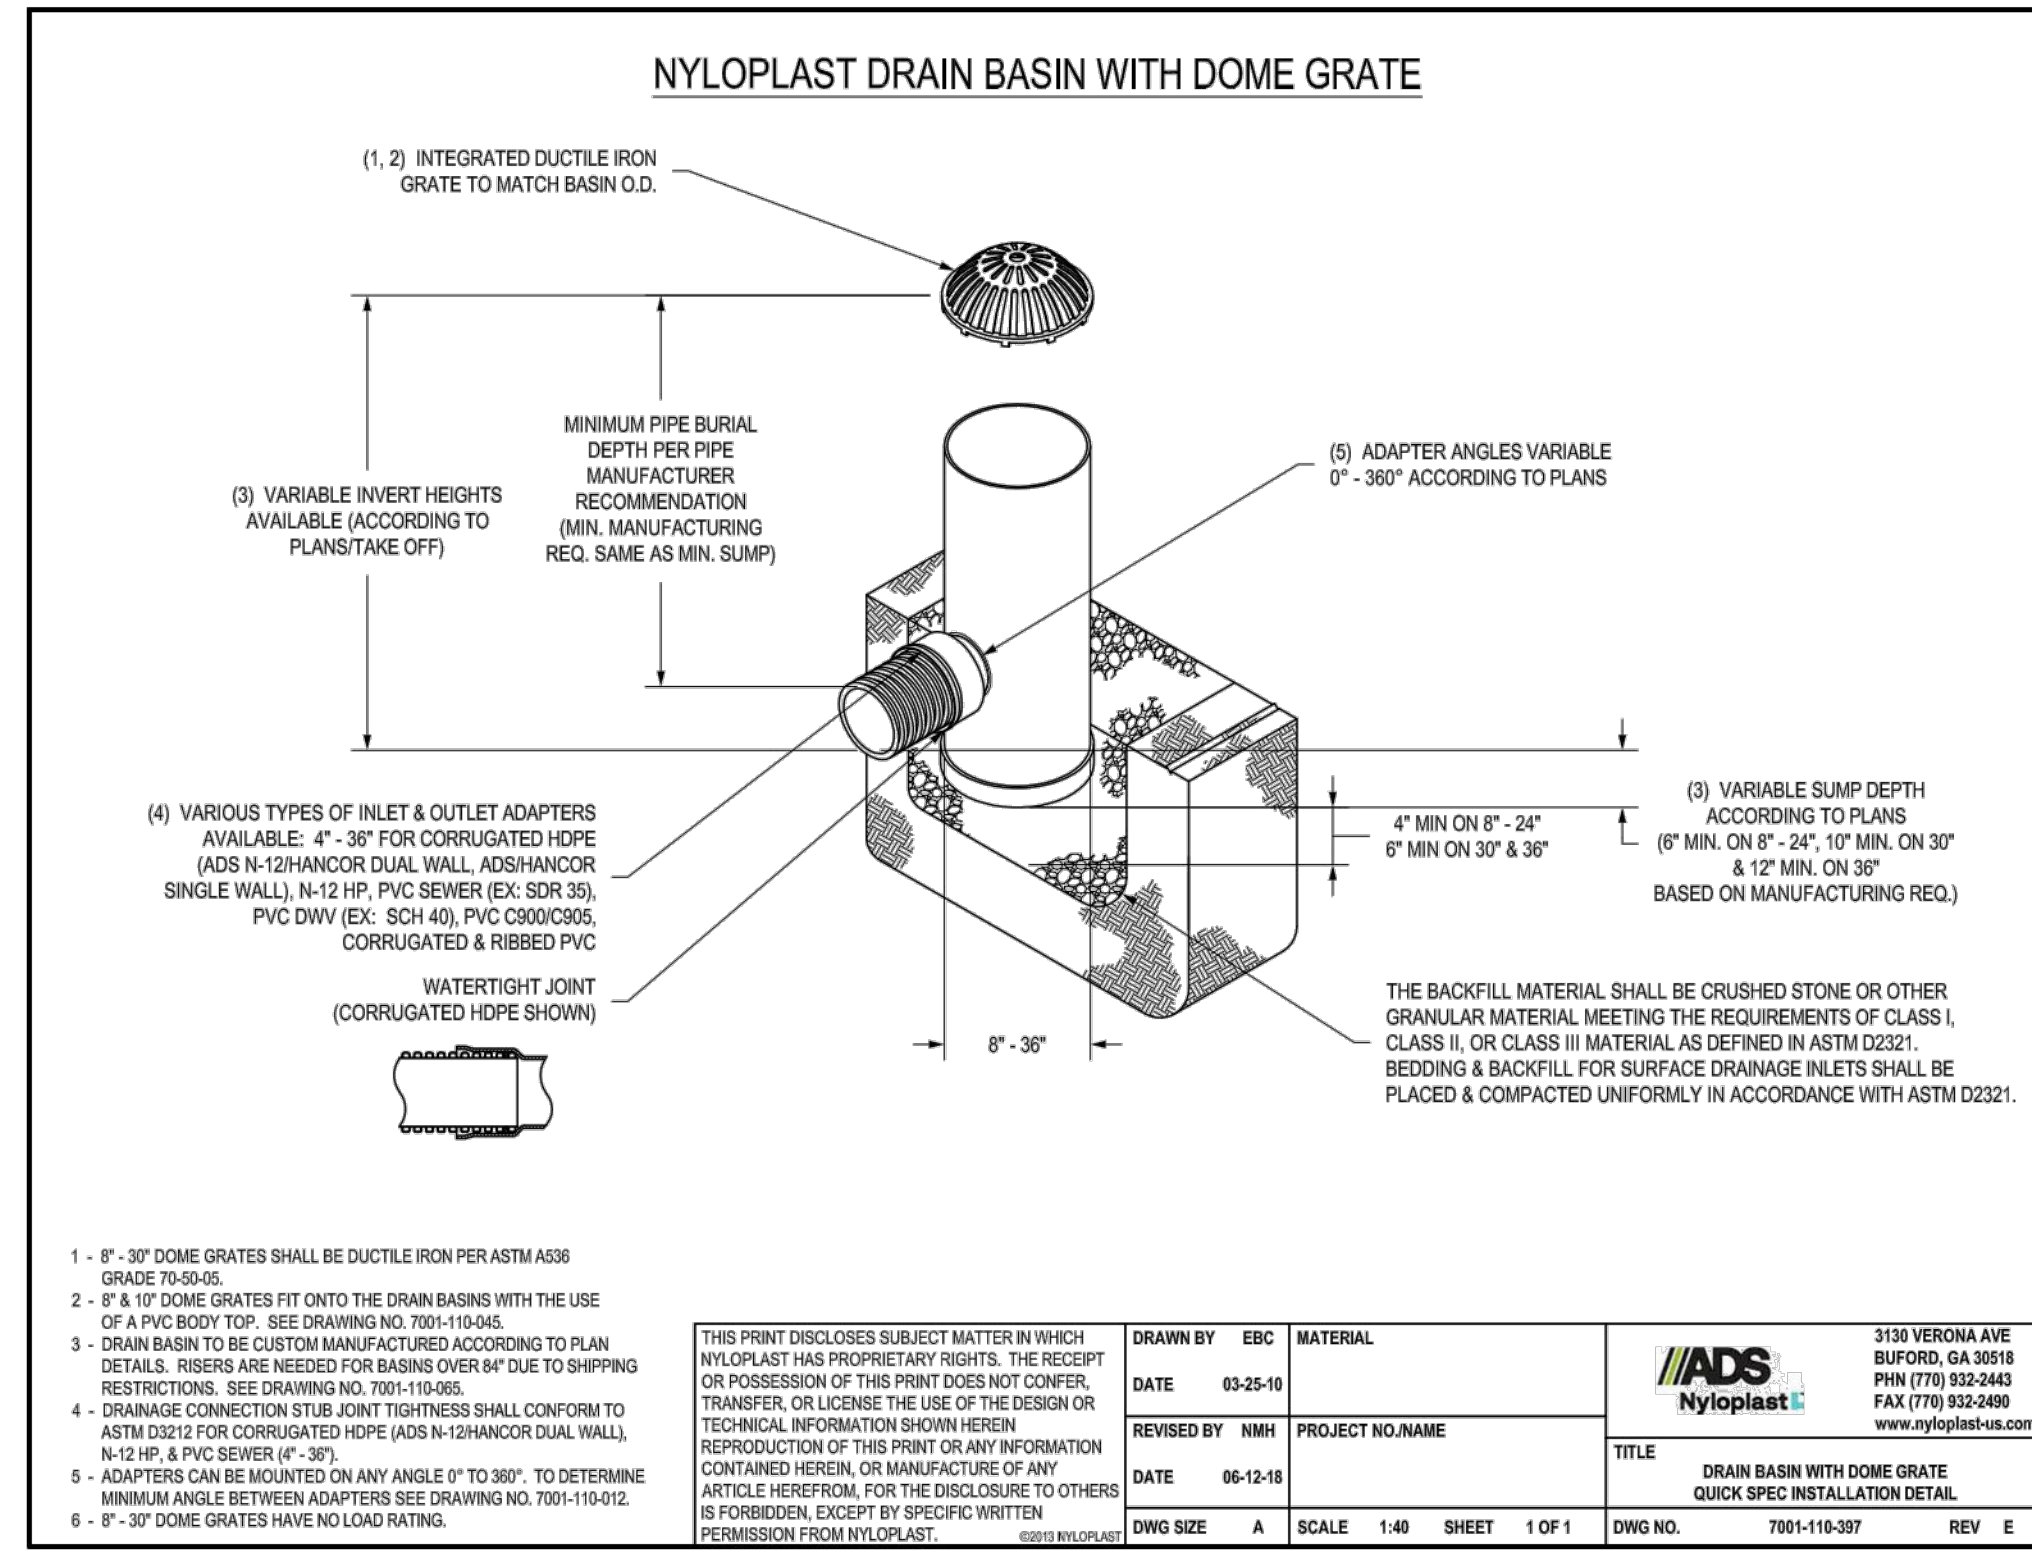 NYLOPLAST DRAIN BASIN WITH DOME GRATE
(1, 2) INTEGRATED DUCTILE IRON
GRATE TO MATCH BASIN O.D.
MINIMUM PIPE BURIAL
DEPTH PER PIPE
MANUFACTURER
RECOMMENDATION
(MIN. MANUFACTURING
REQ. SAME AS MIN. SUMP)
(3) VARIABLE INVERT HEIGHTS
AVAILABLE (ACCORDING TO
PLANS/TAKE OFF)
(5) ADAPTER ANGLES VARIABLE
0° - 360° ACCORDING TO PLANS
(4) VARIOUS TYPES OF INLET & OUTLET ADAPTERS
AVAILABLE: 4" - 36" FOR CORRUGATED HDPE
(ADS N-12/HANCOR DUAL WALL, ADS/HANCOR
SINGLE WALL), N-12 HP, PVC SEWER (EX: SDR 35),
PVC DWV (EX: SCH 40), PVC C900/C905,
CORRUGATED & RIBBED PVC
WATERTIGHT JOINT
(CORRUGATED HDPE SHOWN)
8" - 36"
4" MIN ON 8" - 24"
6" MIN ON 30" & 36"
(3) VARIABLE SUMP DEPTH
ACCORDING TO PLANS
(6" MIN. ON 8" - 24", 10" MIN. ON 30"
& 12" MIN. ON 36"
BASED ON MANUFACTURING REQ.)
THE BACKFILL MATERIAL SHALL BE CRUSHED STONE OR OTHER
GRANULAR MATERIAL MEETING THE REQUIREMENTS OF CLASS I,
CLASS II, OR CLASS III MATERIAL AS DEFINED IN ASTM D2321.
BEDDING & BACKFILL FOR SURFACE DRAINAGE INLETS SHALL BE
PLACED & COMPACTED UNIFORMLY IN ACCORDANCE WITH ASTM D2321.
1 - 8" - 30" DOME GRATES SHALL BE DUCTILE IRON PER ASTM A536
GRADE 70-50-05.
2 - 8" & 10" DOME GRATES FIT ONTO THE DRAIN BASINS WITH THE USE
OF A PVC BODY TOP. SEE DRAWING NO. 7001-110-045.
3 - DRAIN BASIN TO BE CUSTOM MANUFACTURED ACCORDING TO PLAN
DETAILS. RISERS ARE NEEDED FOR BASINS OVER 84" DUE TO SHIPPING
RESTRICTIONS. SEE DRAWING NO. 7001-110-065.
4 - DRAINAGE CONNECTION STUB JOINT TIGHTNESS SHALL CONFORM TO
ASTM D3212 FOR CORRUGATED HDPE (ADS N-12/HANCOR DUAL WALL),
N-12 HP, & PVC SEWER (4" - 36").
5 - ADAPTERS CAN BE MOUNTED ON ANY ANGLE 0° TO 360°. TO DETERMINE
MINIMUM ANGLE BETWEEN ADAPTERS SEE DRAWING NO. 7001-110-012.
6 - 8" - 30" DOME GRATES HAVE NO LOAD RATING.
THIS PRINT DISCLOSES SUBJECT MATTER IN WHICH
NYLOPLAST HAS PROPRIETARY RIGHTS. THE RECEIPT
OR POSSESSION OF THIS PRINT DOES NOT CONFER,
TRANSFER, OR LICENSE THE USE OF THE DESIGN OR
TECHNICAL INFORMATION SHOWN HEREIN
REPRODUCTION OF THIS PRINT OR ANY INFORMATION
CONTAINED HEREIN, OR MANUFACTURE OF ANY
ARTICLE HEREFROM, FOR THE DISCLOSURE TO OTHERS
IS FORBIDDEN, EXCEPT BY SPECIFIC WRITTEN
PERMISSION FROM NYLOPLAST.
©2013 NYLOPLAST
DRAWN BY EBC
DATE 03-25-10
REVISED BY NMH
DATE 06-12-18
DWG SIZE A
MATERIAL
PROJECT NO./NAME
SCALE 1:40 SHEET 1 OF 1
ADS
Nyloplast
3130 VERONA AVE
BUFORD, GA 30518
PHN (770) 932-2443
FAX (770) 932-2490
www.nyloplast-us.com
TITLE
DRAIN BASIN WITH DOME GRATE
QUICK SPEC INSTALLATION DETAIL
DWG NO. 7001-110-397 REV E